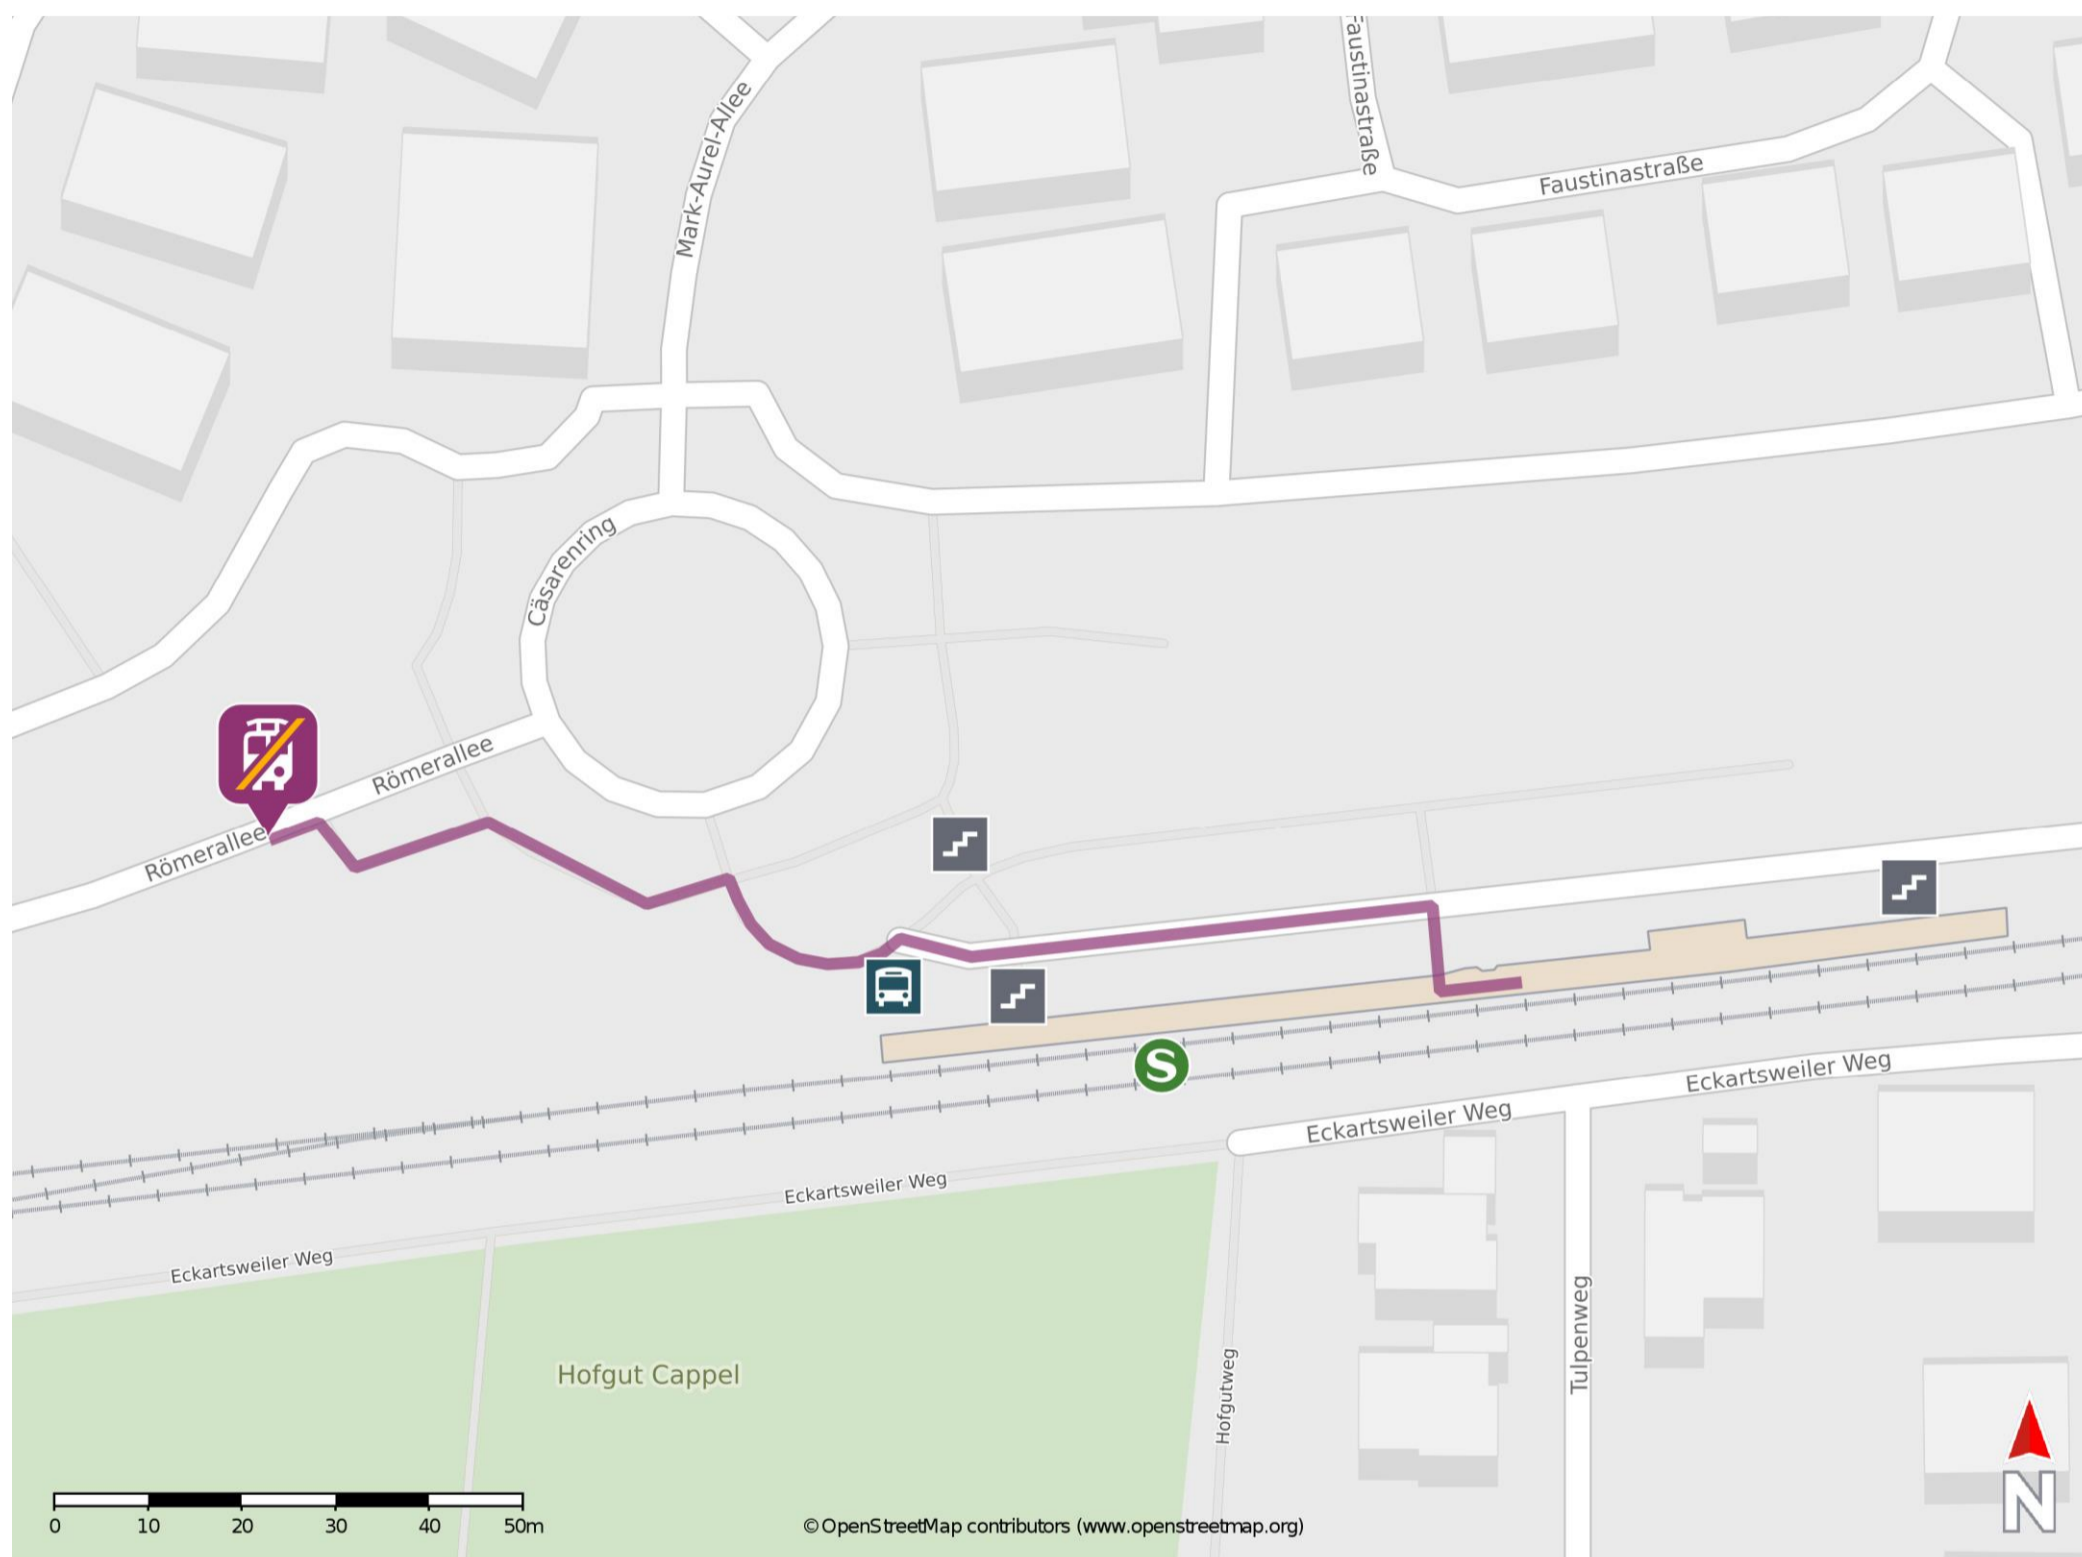 Faustinastraße
Mark-Aurel-Allee
Faustinastraße
Cäsarenring
Römerallee
Römerallee
S
Eckartsweiler Weg
Eckartsweiler Weg
Eckartsweiler Weg
Eckartsweiler Weg
Tulpenweg
Hofgutweg
Hofgut Cappel
N
0 10 20 30 40 50m
© OpenStreetMap contributors (www.openstreetmap.org)